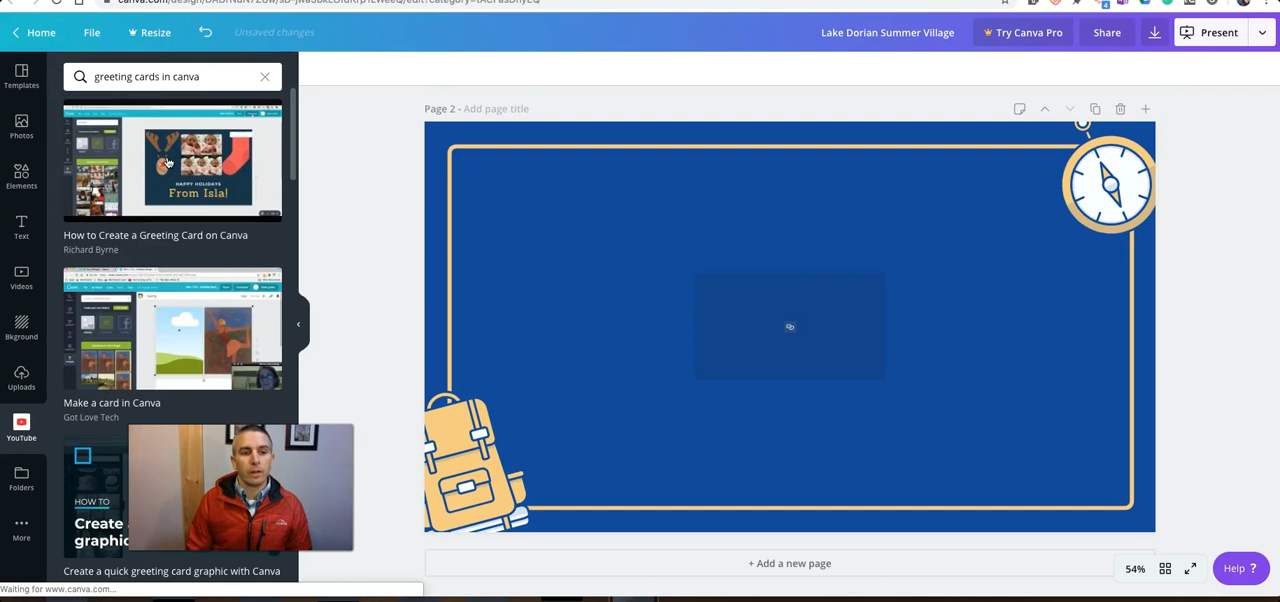 Home
File
Resize
Unsaved changes
Lake Dorian Summer Village
Try Canva Pro
Share
Present
Templates
Photos
Elements
Text
Videos
Bkground
Uploads
YouTube
Folders
More
greeting cards in canva
HAPPY HOLIDAYS
From Isla!
How to Create a Greeting Card on Canva
Richard Byrne
Make a card in Canva
Got Love Tech
HOW TO
Create
graphic
Create a quick greeting card graphic with Canva
Page 2 - Add page title
+ Add a new page
54%
Help ?
Waiting for www.canva.com...